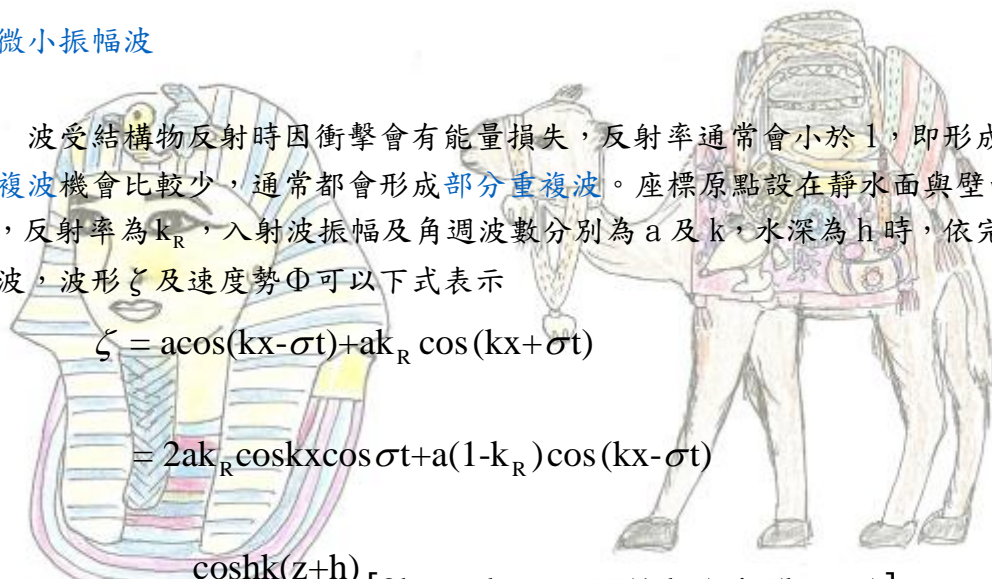 微小振幅波
波受結構物反射時因衝擊會有能量損失，反射率通常會小於1，即形成
複波機會比較少，通常都會形成部分重複波。座標原點設在靜水面與壁
，反射率為k_R，入射波振幅及角週波數分別為a及k，水深為h時，依完
波，波形ζ及速度勢Φ可以下式表示
ζ = acos(kx-σt)+ak_R cos(kx+σt)
= 2ak_R coskxcosσt+a(1-k_R)cos(kx-σt)
coshk(z+h)